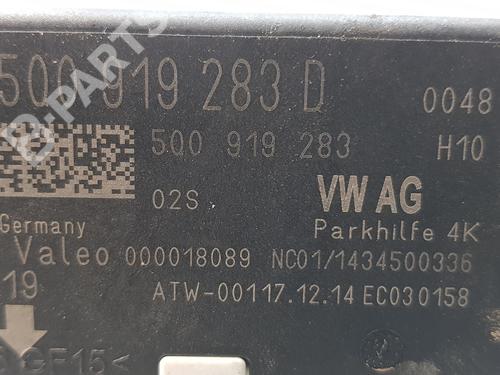 5Q0 919 283 D
0048
5Q0 919 283
H10
02S
VW AG
Germany
Parkhilfe 4K
Valeo 000018089 NC01/1434500336
19
ATW-00117.12.14 EC030158
GF15<
B-PARTS